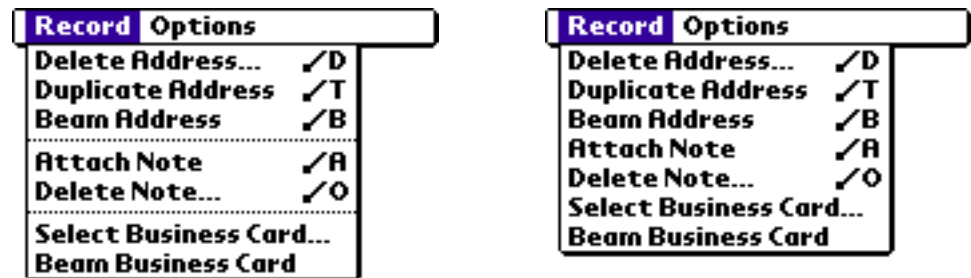 Record Options
Delete Address... /D
Duplicate Address /T
Beam Address /B
Attach Note /A
Delete Note... /O
Select Business Card...
Beam Business Card
Record Options
Delete Address... /D
Duplicate Address /T
Beam Address /B
Attach Note /A
Delete Note... /O
Select Business Card...
Beam Business Card